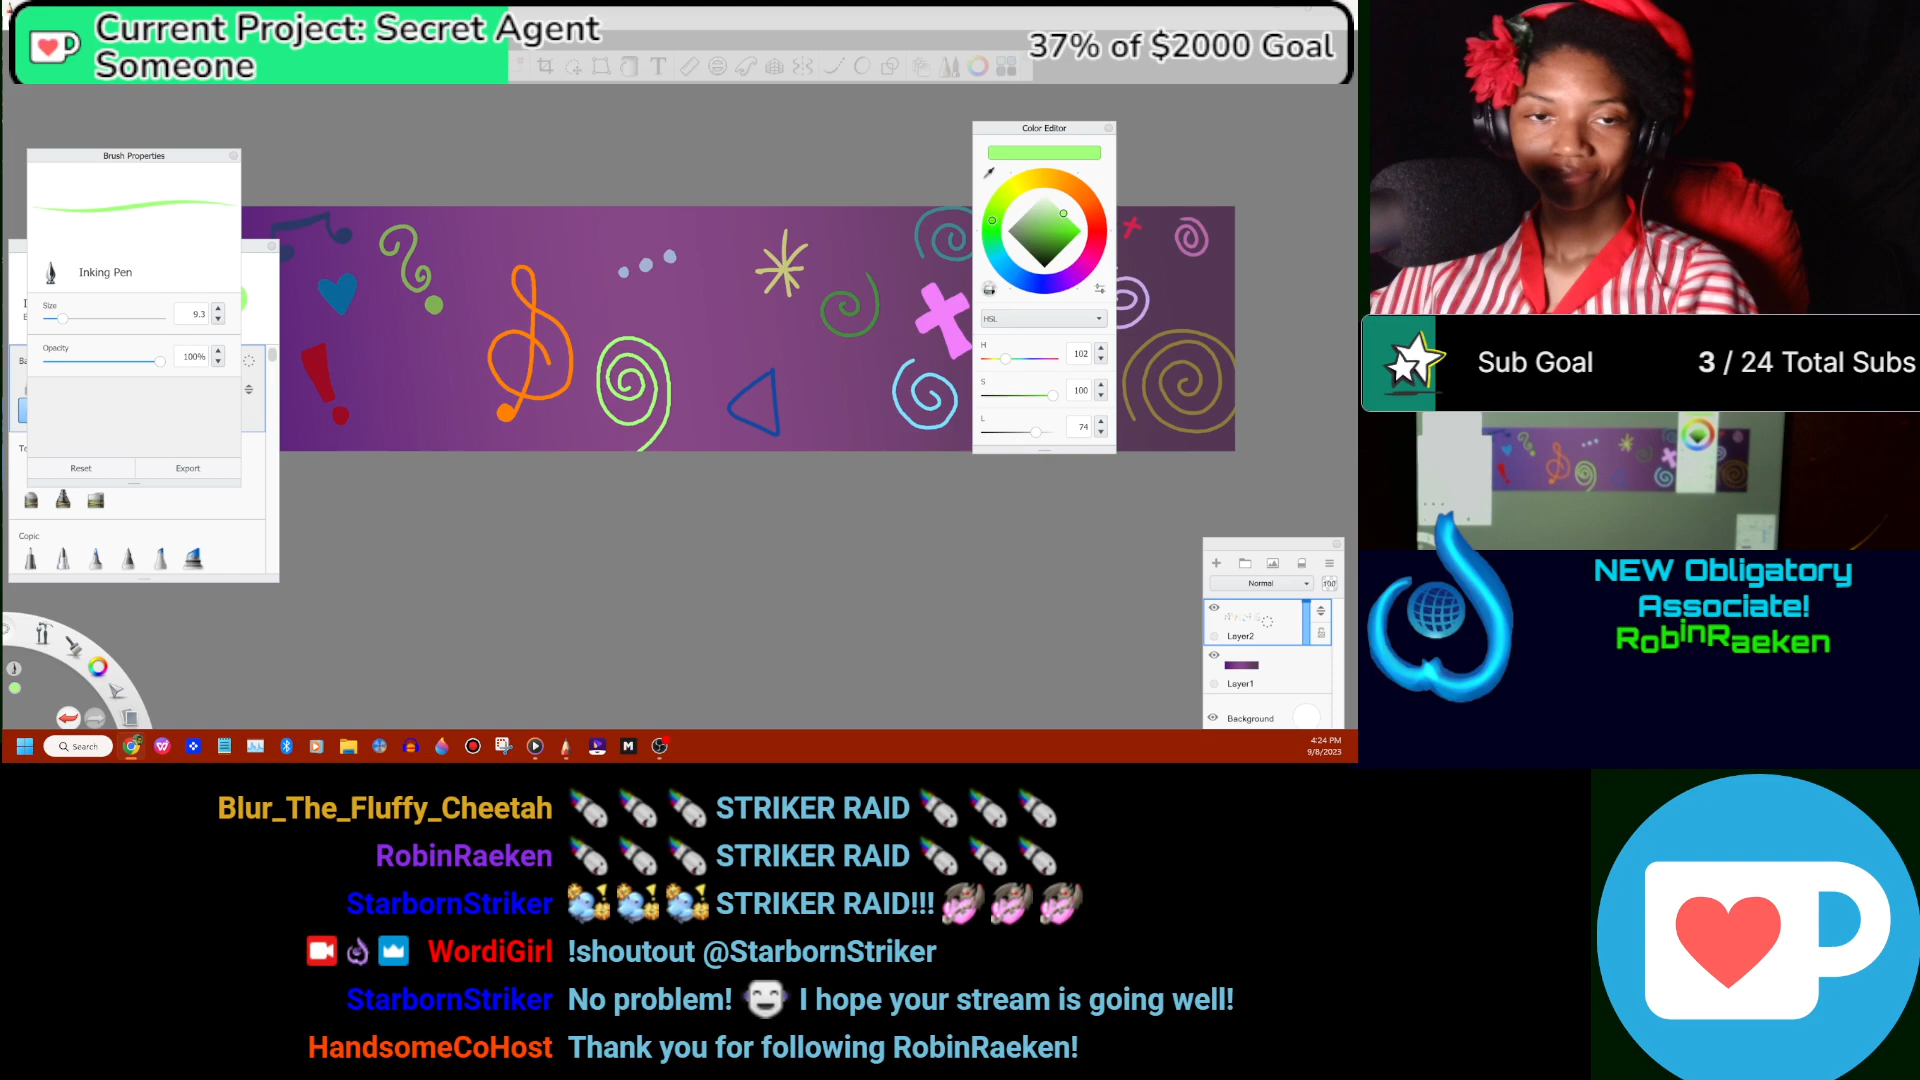 Current Project: Secret Agent
Someone
37% of $2000 Goal
Brush Properties
Inking Pen
Size
9.3
Opacity
100%
Reset
Export
Copic
Color Editor
HSL
H
102
S
100
L
74
Normal
100
Layer2
Layer1
Background
Search
4:24 PM
9/8/2023
Sub Goal
3 / 24 Total Subs
NEW Obligatory
Associate!
RobinRaeken
Blur_The_Fluffy_Cheetah STRIKER RAID
RobinRaeken STRIKER RAID
StarbornStriker STRIKER RAID!!!
WordiGirl !shoutout @StarbornStriker
StarbornStriker No problem! I hope your stream is going well!
HandsomeCoHost Thank you for following RobinRaeken!